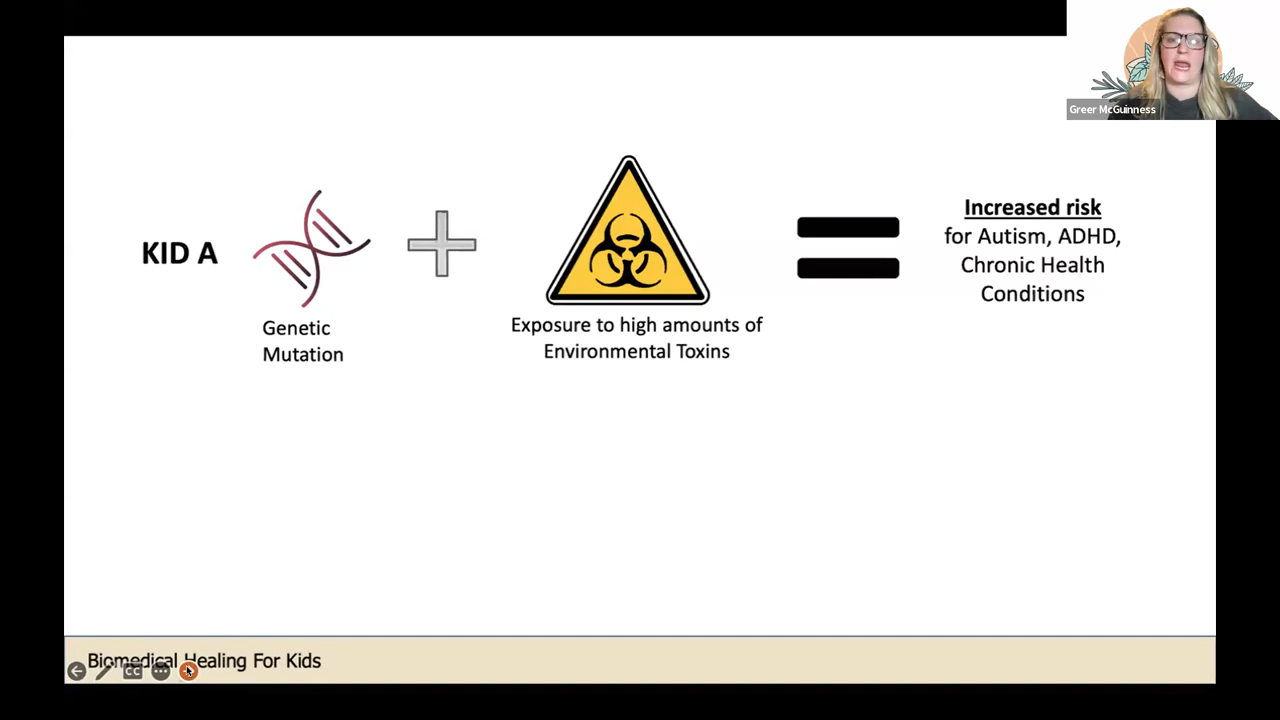 Greer McGuinness
KID A
Genetic
Mutation
Exposure to high amounts of
Environmental Toxins
Increased risk
for Autism, ADHD,
Chronic Health
Conditions
Biomedical Healing For Kids
CC